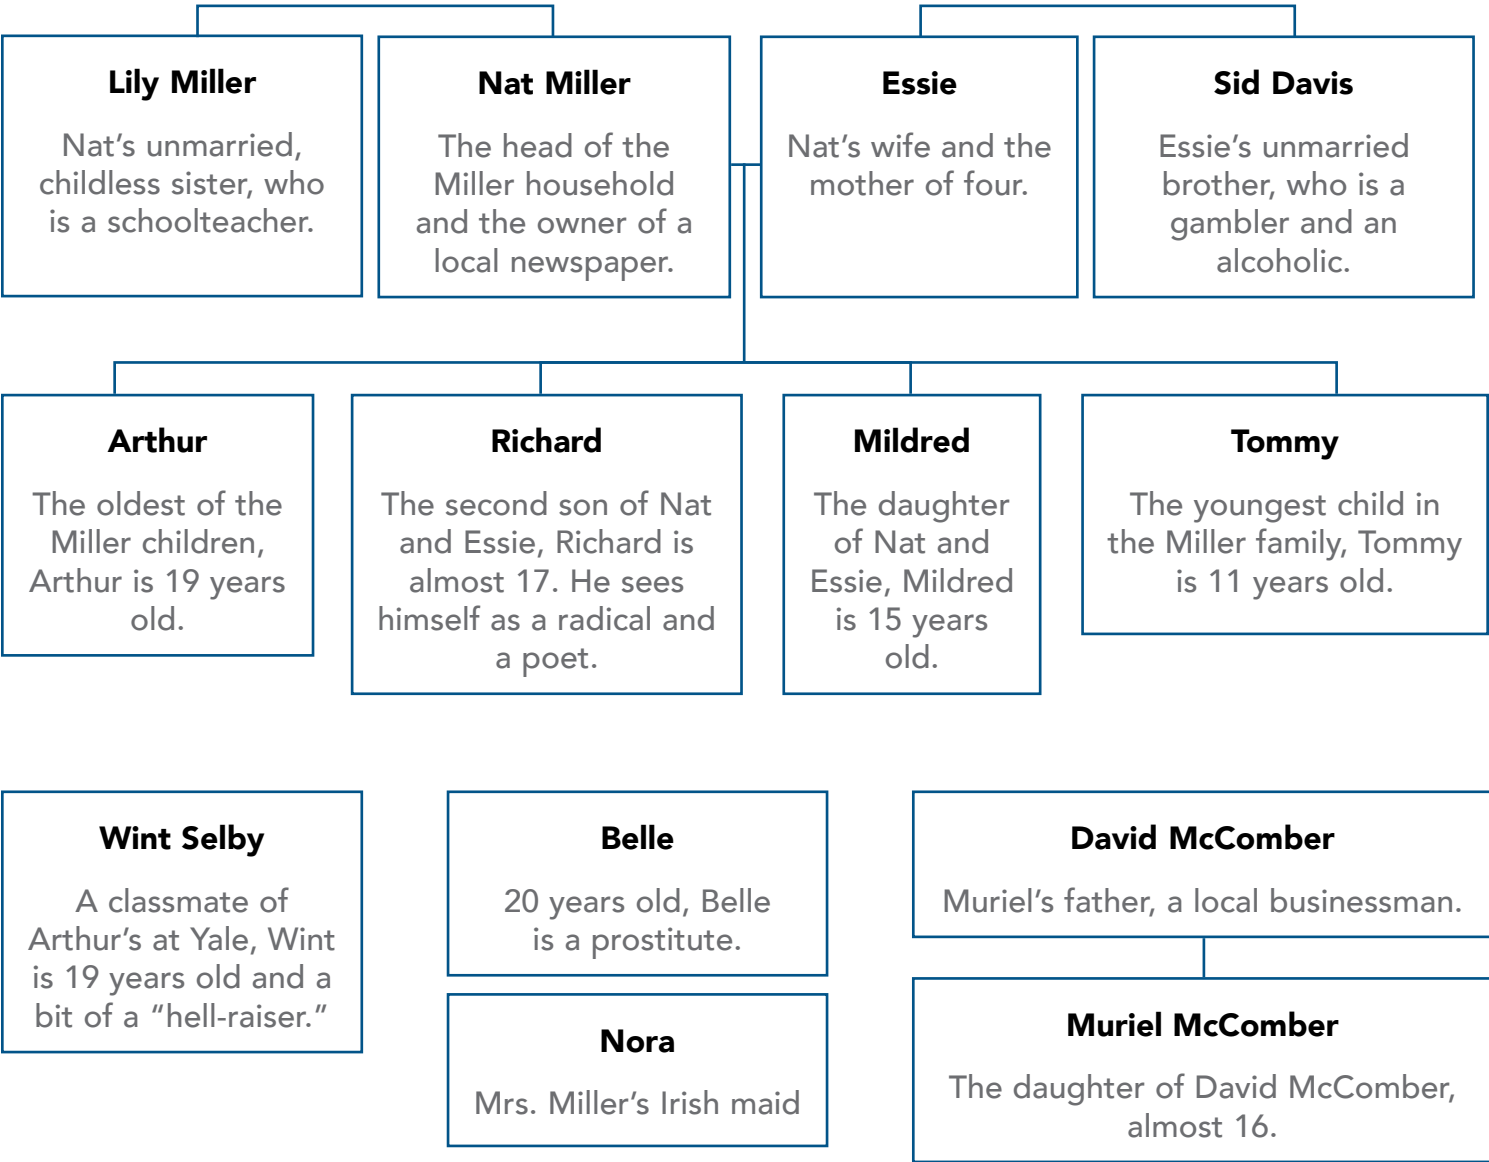 Lily Miller
Nat’s unmarried,
childless sister, who
is a schoolteacher.
Nat Miller
The head of the
Miller household
and the owner of a
local newspaper.
Essie
Nat’s wife and the
mother of four.
Sid Davis
Essie’s unmarried
brother, who is a
gambler and an
alcoholic.
Arthur
The oldest of the
Miller children,
Arthur is 19 years
old.
Richard
The second son of Nat
and Essie, Richard is
almost 17. He sees
himself as a radical and
a poet.
Mildred
The daughter
of Nat and
Essie, Mildred
is 15 years
old.
Tommy
The youngest child in
the Miller family, Tommy
is 11 years old.
Wint Selby
A classmate of
Arthur’s at Yale, Wint
is 19 years old and a
bit of a “hell-raiser.”
Belle
20 years old, Belle
is a prostitute.
Nora
Mrs. Miller’s Irish maid
David McComber
Muriel’s father, a local businessman.
Muriel McComber
The daughter of David McComber,
almost 16.